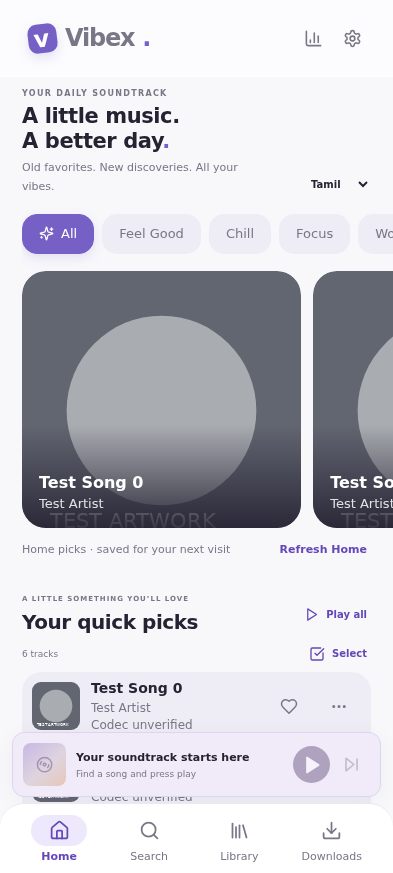 v Vibex .
YOUR DAILY SOUNDTRACK
A little music.
A better day.
Old favorites. New discoveries. All your
vibes.
Tamil
All Feel Good Chill Focus Wo
Test Song 0 Test So
Test Artist Test Artist
TEST ARTWORK TEST
Home picks · saved for your next visit Refresh Home
A LITTLE SOMETHING YOU'LL LOVE
Your quick picks Play all
6 tracks Select
Test Song 0
Test Artist
Codec unverified
TEST ARTWORK
Your soundtrack starts here
Find a song and press play
Codec unverified
Home Search Library Downloads